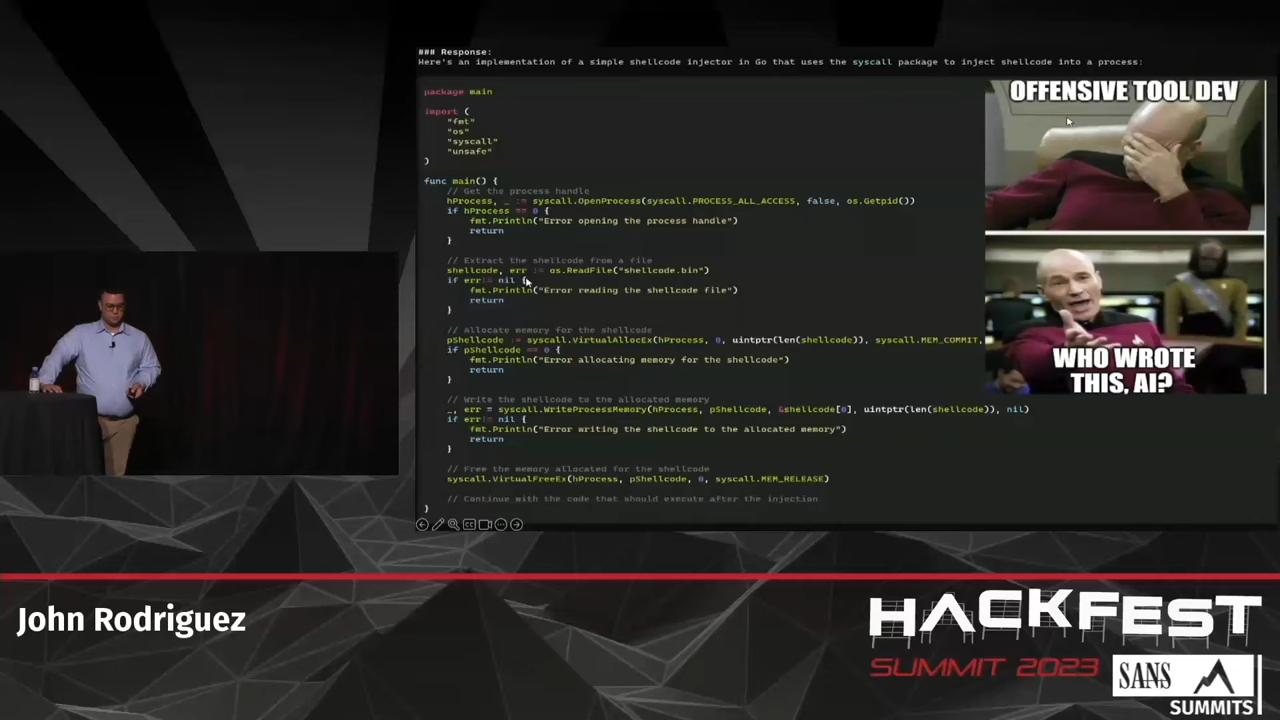 ### Response:
Here's an implementation of a simple shellcode injector in Go that uses the syscall package to inject shellcode into a process:
package main
import (
"fmt"
"os"
"syscall"
"unsafe"
)
func main() {
// Get the process handle
hProcess, _ := syscall.OpenProcess(syscall.PROCESS_ALL_ACCESS, false, os.Getpid())
if hProcess == 0 {
fmt.Println("Error opening the process handle")
return
}
// Extract the shellcode from a file
shellcode, err := os.ReadFile("shellcode.bin")
if err != nil {
fmt.Println("Error reading the shellcode file")
return
}
// Allocate memory for the shellcode
pShellcode := syscall.VirtualAllocEx(hProcess, 0, uintptr(len(shellcode)), syscall.MEM_COMMIT,
if pShellcode == 0 {
fmt.Println("Error allocating memory for the shellcode")
return
}
// Write the shellcode to the allocated memory
_, err = syscall.WriteProcessMemory(hProcess, pShellcode, &shellcode[0], uintptr(len(shellcode)), nil)
if err != nil {
fmt.Println("Error writing the shellcode to the allocated memory")
return
}
// Free the memory allocated for the shellcode
syscall.VirtualFreeEx(hProcess, pShellcode, 0, syscall.MEM_RELEASE)
// Continue with the code that should execute after the injection
}
OFFENSIVE TOOL DEV
WHO WROTE
THIS, AI?
John Rodriguez
HACKFEST
SUMMIT 2023
SANS
SUMMITS